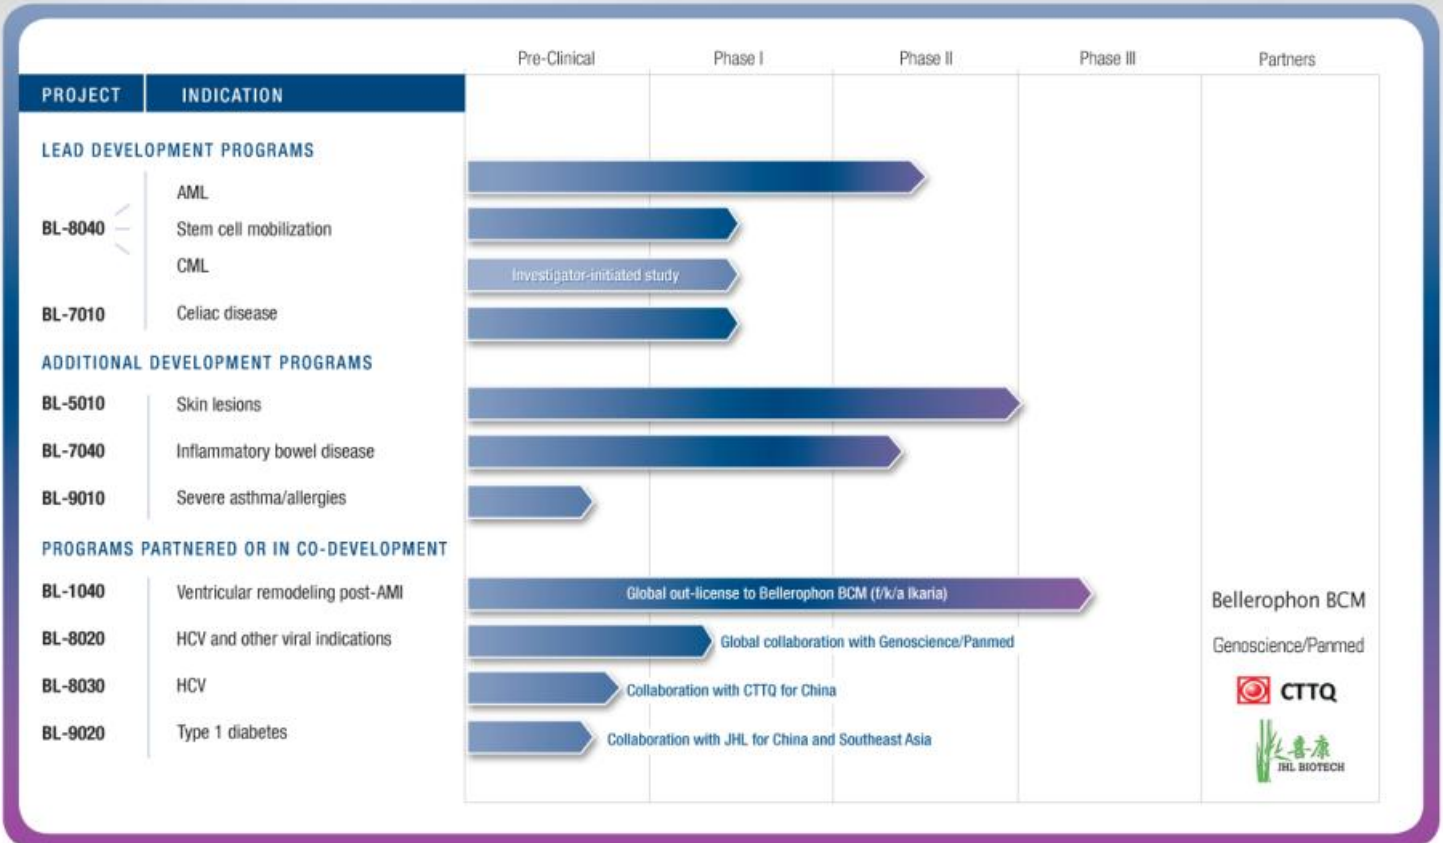 Pre-Clinical Phase I Phase II Phase III Partners
PROJECT INDICATION
LEAD DEVELOPMENT PROGRAMS
AML
BL-8040 Stem cell mobilization
CML Investigator-initiated study
BL-7010 Celiac disease
ADDITIONAL DEVELOPMENT PROGRAMS
BL-5010 Skin lesions
BL-7040 Inflammatory bowel disease
BL-9010 Severe asthma/allergies
PROGRAMS PARTNERED OR IN CO-DEVELOPMENT
BL-1040 Ventricular remodeling post-AMI Global out-license to Bellerophon BCM (f/k/a Ikaria) Bellerophon BCM
BL-8020 HCV and other viral indications Global collaboration with Genoscience/Panmed Genoscience/Panmed
BL-8030 HCV Collaboration with CTTQ for China CTTQ
BL-9020 Type 1 diabetes Collaboration with JHL for China and Southeast Asia
喜康
JHL BIOTECH